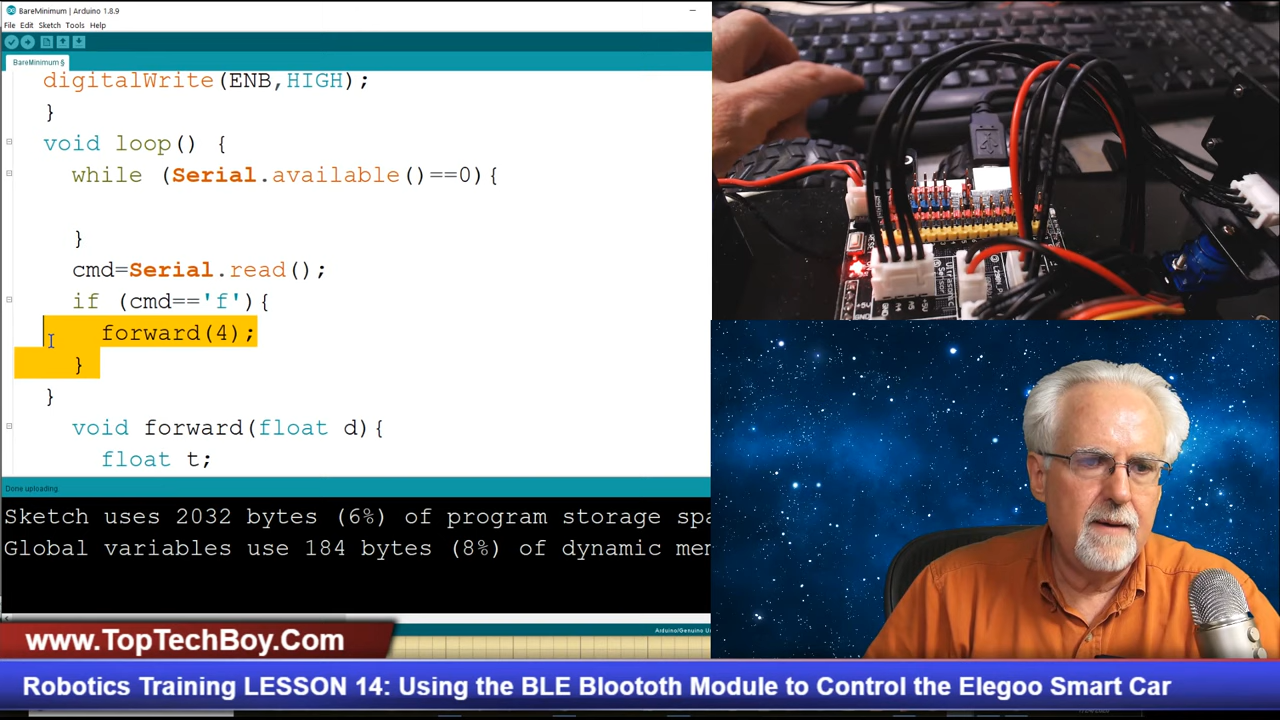 BareMinimum | Arduino 1.8.9
File Edit Sketch Tools Help
BareMinimum §
digitalWrite(ENB,HIGH);
}
void loop() {
while (Serial.available()==0){
}
cmd=Serial.read();
if (cmd=='f'){
forward(4);
}
}
void forward(float d){
float t;
Done uploading.
Sketch uses 2032 bytes (6%) of program storage spa
Global variables use 184 bytes (8%) of dynamic mem
Arduino/Genuino U
www.TopTechBoy.Com
Robotics Training LESSON 14: Using the BLE Bloototh Module to Control the Elegoo Smart Car